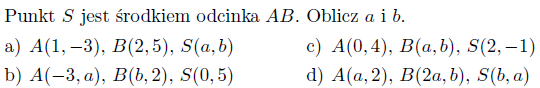 Punkt S jest środkiem odcinka AB. Oblicz a i b.
a) A(1, −3), B(2, 5), S(a, b) c) A(0, 4), B(a, b), S(2, −1)
b) A(−3, a), B(b, 2), S(0, 5) d) A(a, 2), B(2a, b), S(b, a)